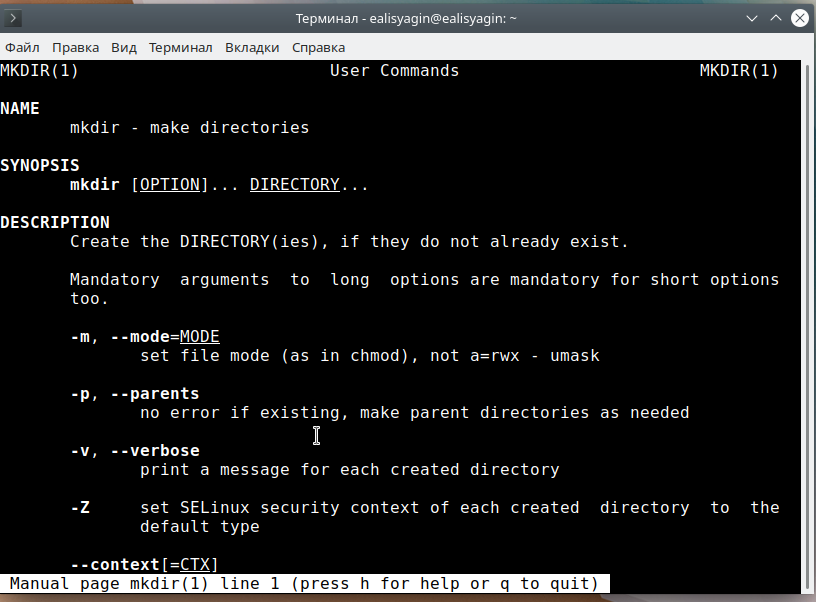 Терминал - ealisyagin@ealisyagin: ~
Файл Правка Вид Терминал Вкладки Справка
MKDIR(1) User Commands MKDIR(1)
NAME
mkdir - make directories
SYNOPSIS
mkdir [OPTION]... DIRECTORY...
DESCRIPTION
Create the DIRECTORY(ies), if they do not already exist.
Mandatory arguments to long options are mandatory for short options
too.
-m, --mode=MODE
set file mode (as in chmod), not a=rwx - umask
-p, --parents
no error if existing, make parent directories as needed
-v, --verbose
print a message for each created directory
-Z set SELinux security context of each created directory to the
default type
--context[=CTX]
Manual page mkdir(1) line 1 (press h for help or q to quit)